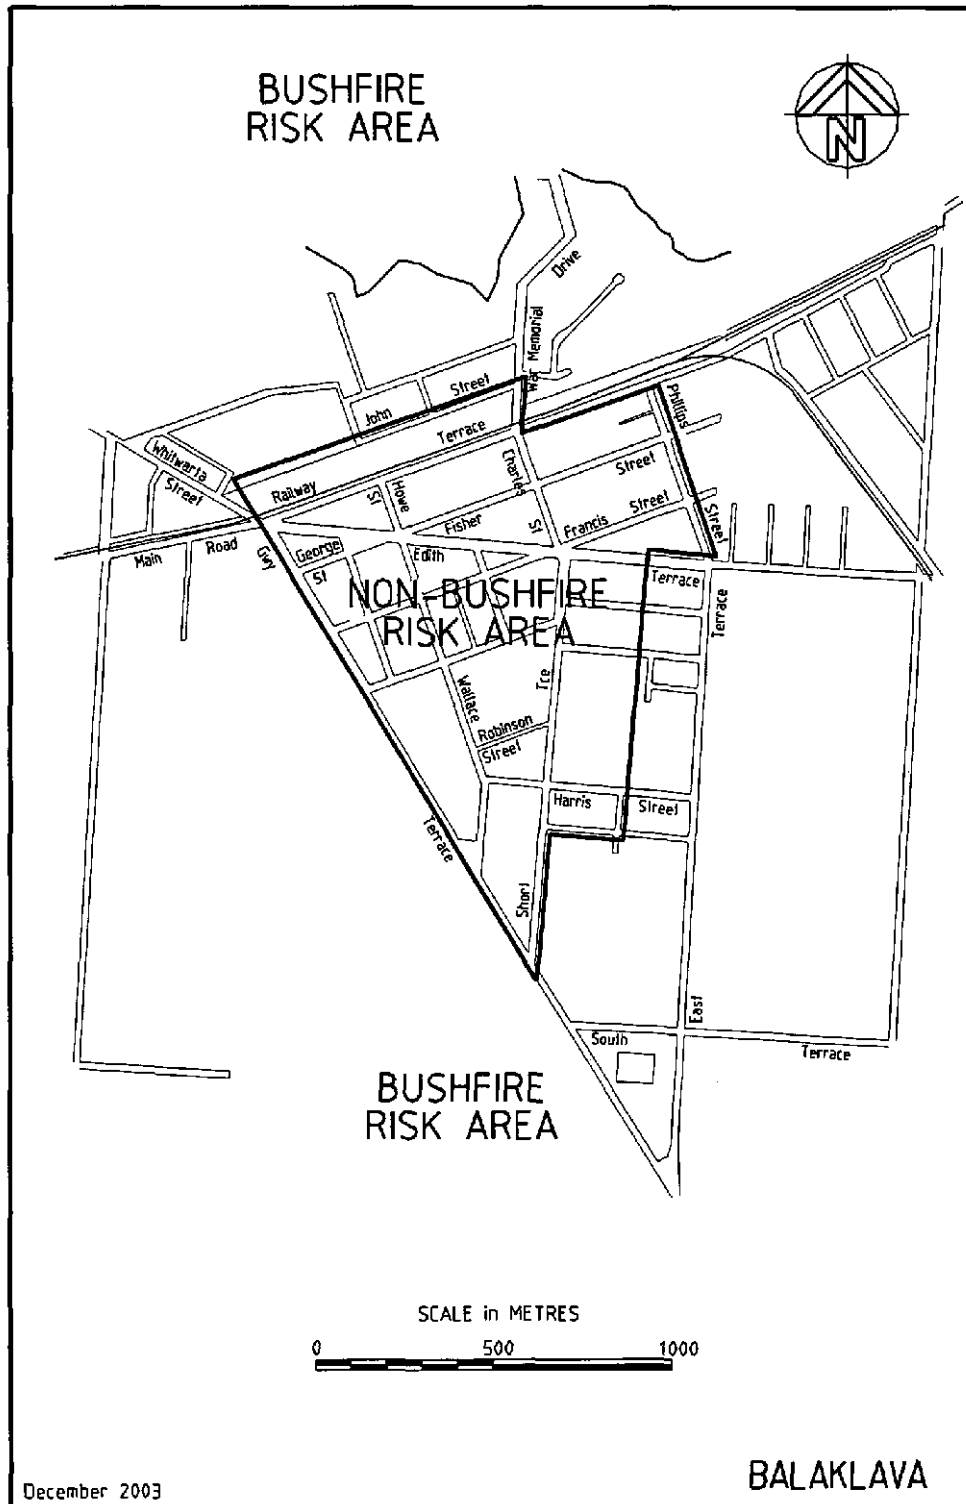 BUSHFIRE
RISK AREA
N
Drive
War Memorial
Street
John
Terrace
Phillips
Street
Whitwarta
Street
Railway
Charles
St
Howe
St
Street
Fisher
Francis Street
Main Road
Gwy
George
St
Edith
Terrace
Terrace
NON-BUSHFIRE
RISK AREA
Tce
Wallace
Robinson
Street
Harris Street
Terrace
Short
East
South Terrace
BUSHFIRE
RISK AREA
SCALE in METRES
0 500 1000
BALAKLAVA
December 2003